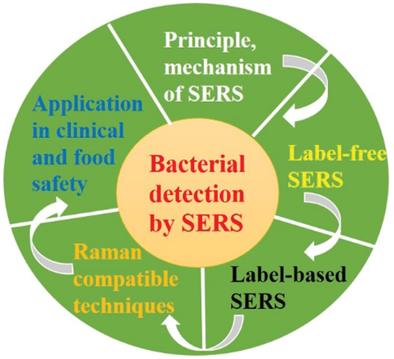 Principle,
mechanism
of SERS
Label-free
SERS
Label-based
SERS
Raman
compatible
techniques
Application
in clinical
and food
safety
Bacterial
detection
by SERS